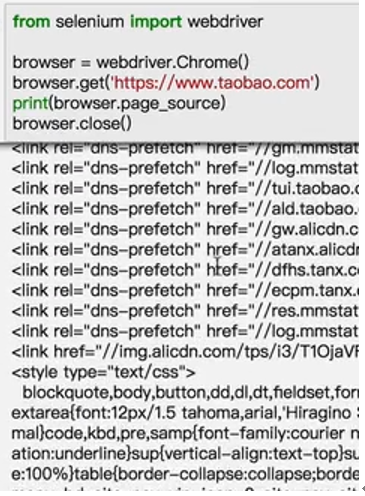 from selenium import webdriver
browser = webdriver.Chrome()
browser.get('https://www.taobao.com')
print(browser.page_source)
browser.close()
<link rel="dns-prefetch" href="//gm.mmstat
<link rel="dns-prefetch" href="//log.mmstat
<link rel="dns-prefetch" href="//tui.taobao.c
<link rel="dns-prefetch" href="//ald.taobao.
<link rel="dns-prefetch" href="//gw.alicdn.c
<link rel="dns-prefetch" href="//atanx.alicdn
<link rel="dns-prefetch" href="//dfhs.tanx.co
<link rel="dns-prefetch" href="//ecpm.tanx.
<link rel="dns-prefetch" href="//res.mmstat
<link rel="dns-prefetch" href="//log.mmstat
<link href="//img.alicdn.com/tps/i3/T1OjaVF
<style type="text/css">
blockquote,body,button,dd,dl,dt,fieldset,for
extarea{font:12px/1.5 tahoma,arial,'Hiragino
mal}code,kbd,pre,samp{font-family:courier n
ation:underline}sup{vertical-align:text-top}su
e:100%}table{border-collapse:collapse;borde